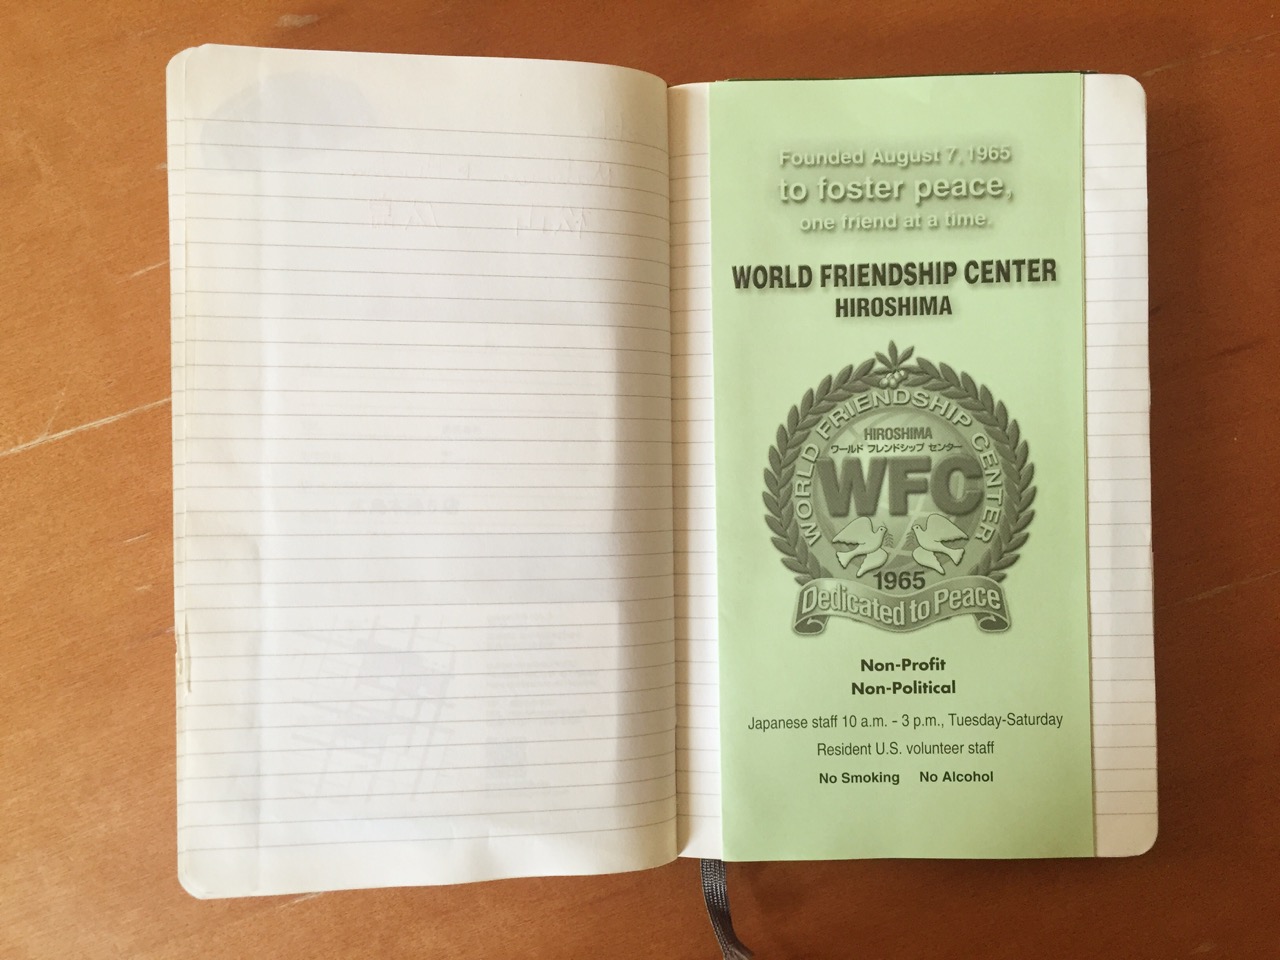 Founded August 7, 1965
to foster peace,
one friend at a time.
WORLD FRIENDSHIP CENTER
HIROSHIMA
WORLD FRIENDSHIP CENTER
HIROSHIMA
ワールド フレンドシップ センター
WFC
1965
Dedicated to Peace
Non-Profit
Non-Political
Japanese staff 10 a.m. - 3 p.m., Tuesday-Saturday
Resident U.S. volunteer staff
No Smoking No Alcohol